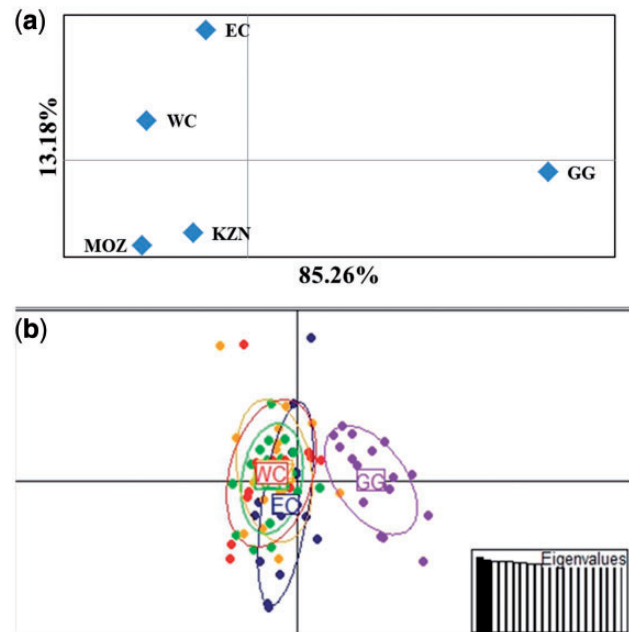 (a)
EC
WC
GG
KZN
MOZ
13.18%
85.26%
(b)
WC
EC
GG
Eigenvalues